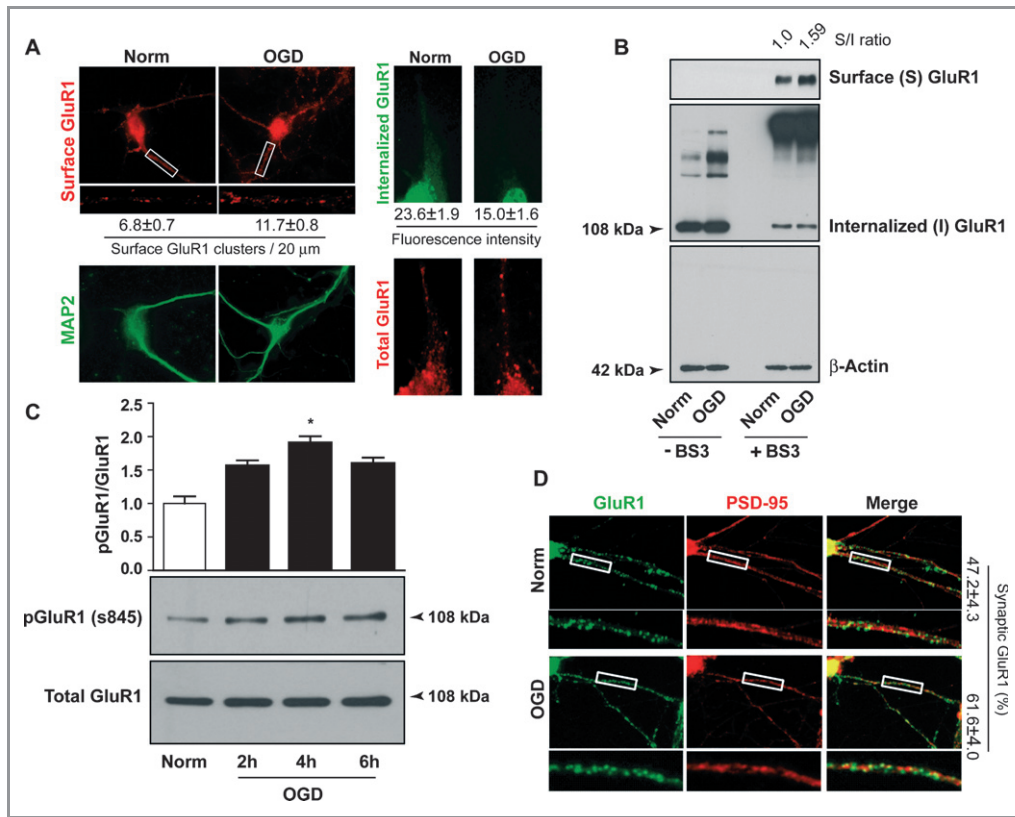 A
Norm
OGD
Surface GluR1
6.8±0.7
11.7±0.8
Surface GluR1 clusters / 20 μm
MAP2
Norm
OGD
Internalized GluR1
23.6±1.9
15.0±1.6
Fluorescence intensity
Total GluR1
B
1.0
1.59
S/I ratio
Surface (S) GluR1
108 kDa
Internalized (I) GluR1
42 kDa
β-Actin
Norm
OGD
Norm
OGD
- BS3
+ BS3
C
pGluR1/GluR1
2.5
2.0
1.5
1.0
0.5
0.0
*
pGluR1 (s845)
108 kDa
Total GluR1
108 kDa
Norm
2h
4h
6h
OGD
D
GluR1
PSD-95
Merge
Norm
OGD
47.2±4.3
61.6±4.0
Synaptic GluR1 (%)